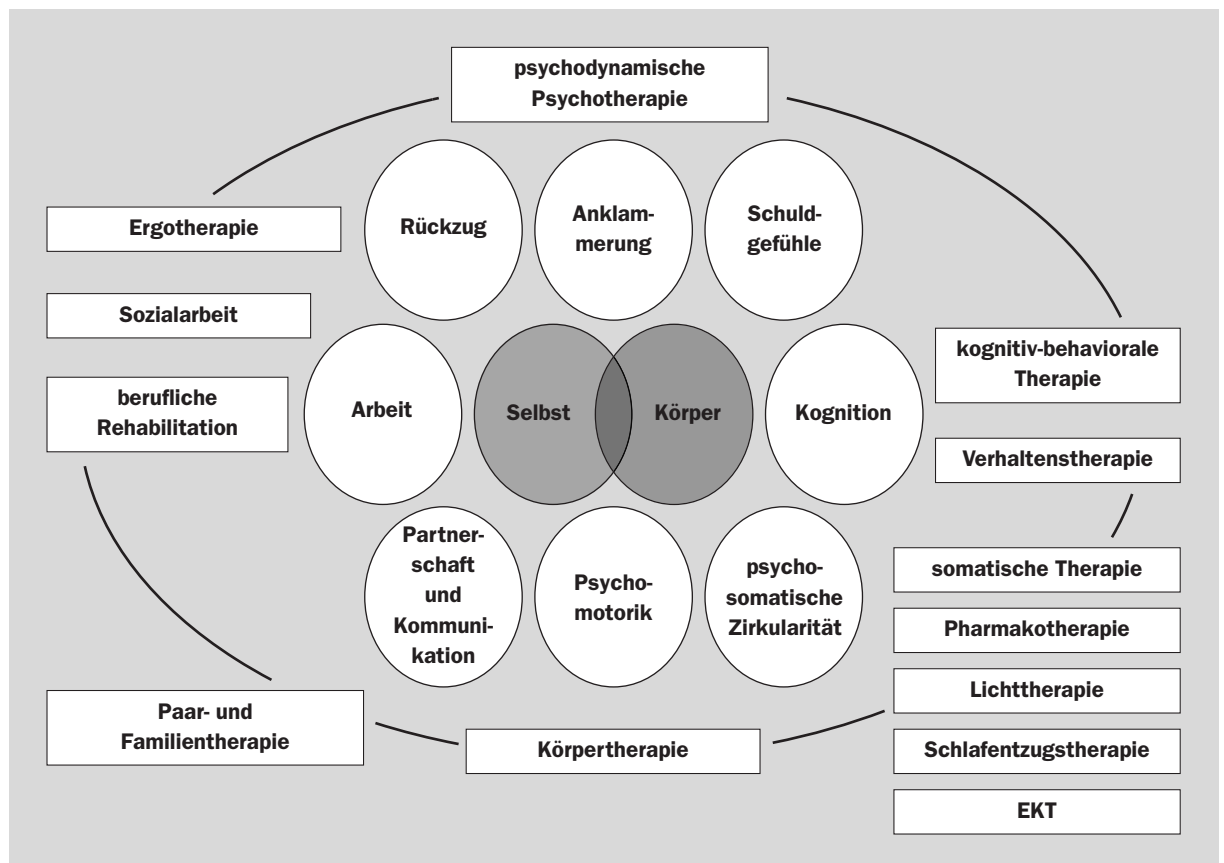 psychodynamische
Psychotherapie
Ergotherapie
Sozialarbeit
berufliche
Rehabilitation
Rückzug
Anklam-
merung
Schuld-
gefühle
Arbeit
Selbst
Körper
Kognition
kognitiv-behaviorale
Therapie
Verhaltenstherapie
Partner-
schaft
und
Kommuni-
kation
Psycho-
motorik
psycho-
somatische
Zirkularität
somatische Therapie
Pharmakotherapie
Lichttherapie
Schlafentzugstherapie
EKT
Paar- und
Familientherapie
Körpertherapie